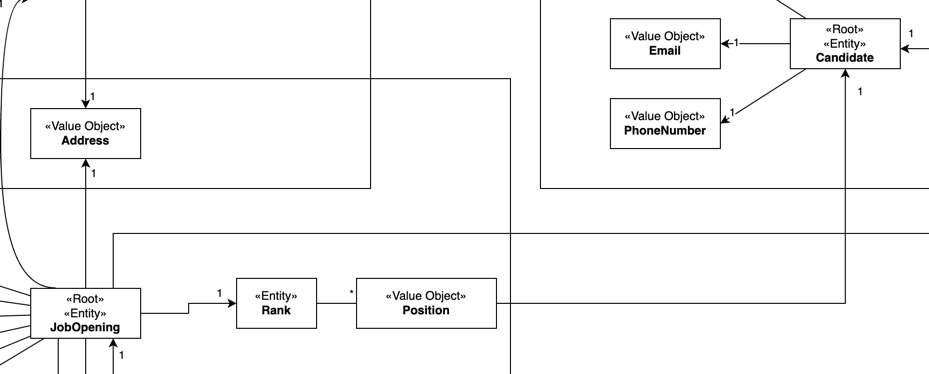 1
«Value Object»
Email
1
«Root»
«Entity»
Candidate
1
1
«Value Object»
Address
1
«Value Object»
PhoneNumber
1
1
«Root»
«Entity»
JobOpening
1
«Entity»
Rank
*
«Value Object»
Position
1